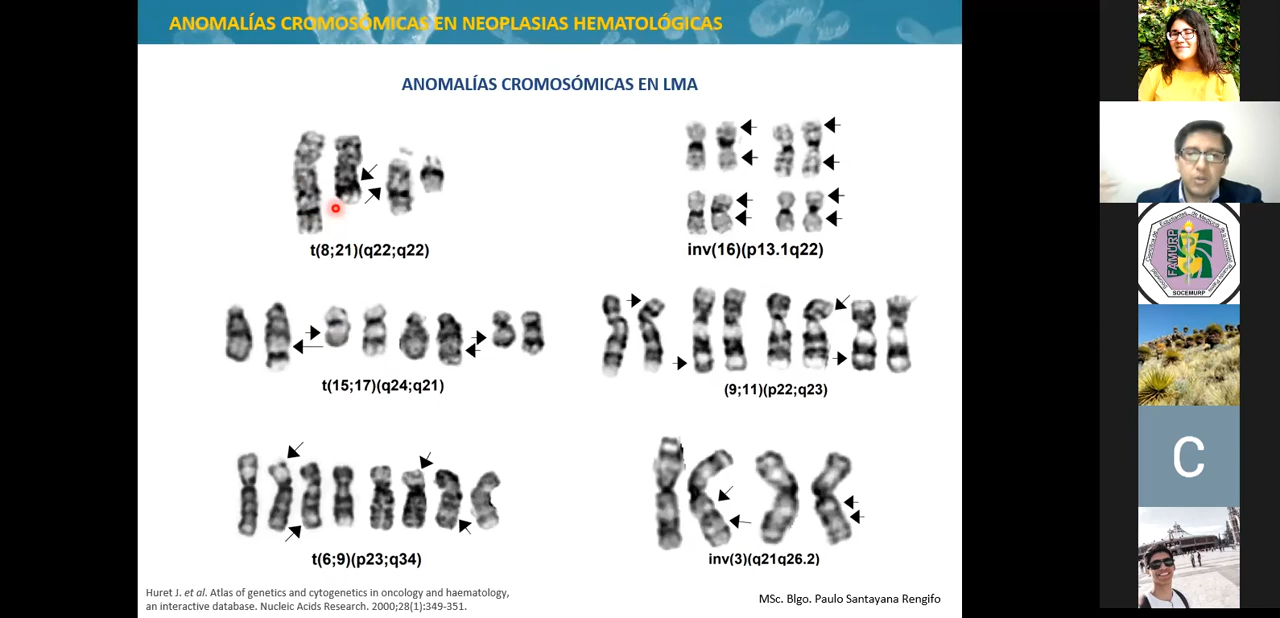 ANOMALÍAS CROMOSÓMICAS EN NEOPLASIAS HEMATOLÓGICAS
ANOMALÍAS CROMOSÓMICAS EN LMA
t(8;21)(q22;q22)
inv(16)(p13.1q22)
t(15;17)(q24;q21)
(9;11)(p22;q23)
t(6;9)(p23;q34)
inv(3)(q21q26.2)
Huret J. et al. Atlas of genetics and cytogenetics in oncology and haematology,
an interactive database. Nucleic Acids Research. 2000;28(1):349-351.
MSc. Blgo. Paulo Santayana Rengifo
FAMURP
SOCEMURP
C